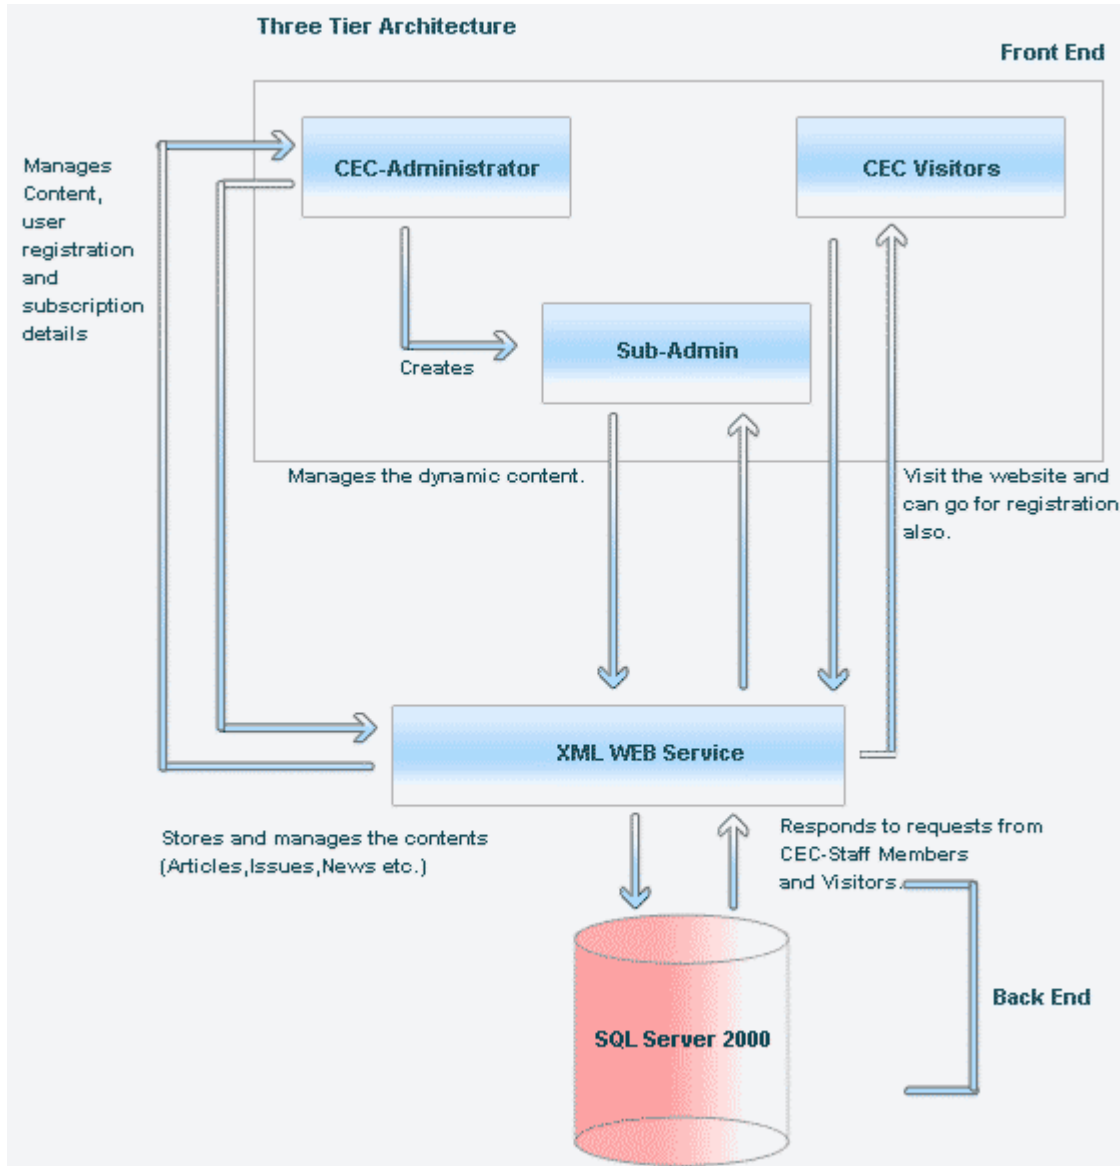 Three Tier Architecture
Front End
CEC-Administrator
CEC Visitors
Manages
Content,
user
registration
and
subscription
details
Sub-Admin
Creates
Manages the dynamic content.
Visit the website and
can go for registration
also.
XML WEB Service
Stores and manages the contents
(Articles,Issues,News etc.)
Responds to requests from
CEC-Staff Members
and Visitors.
Back End
SQL Server 2000